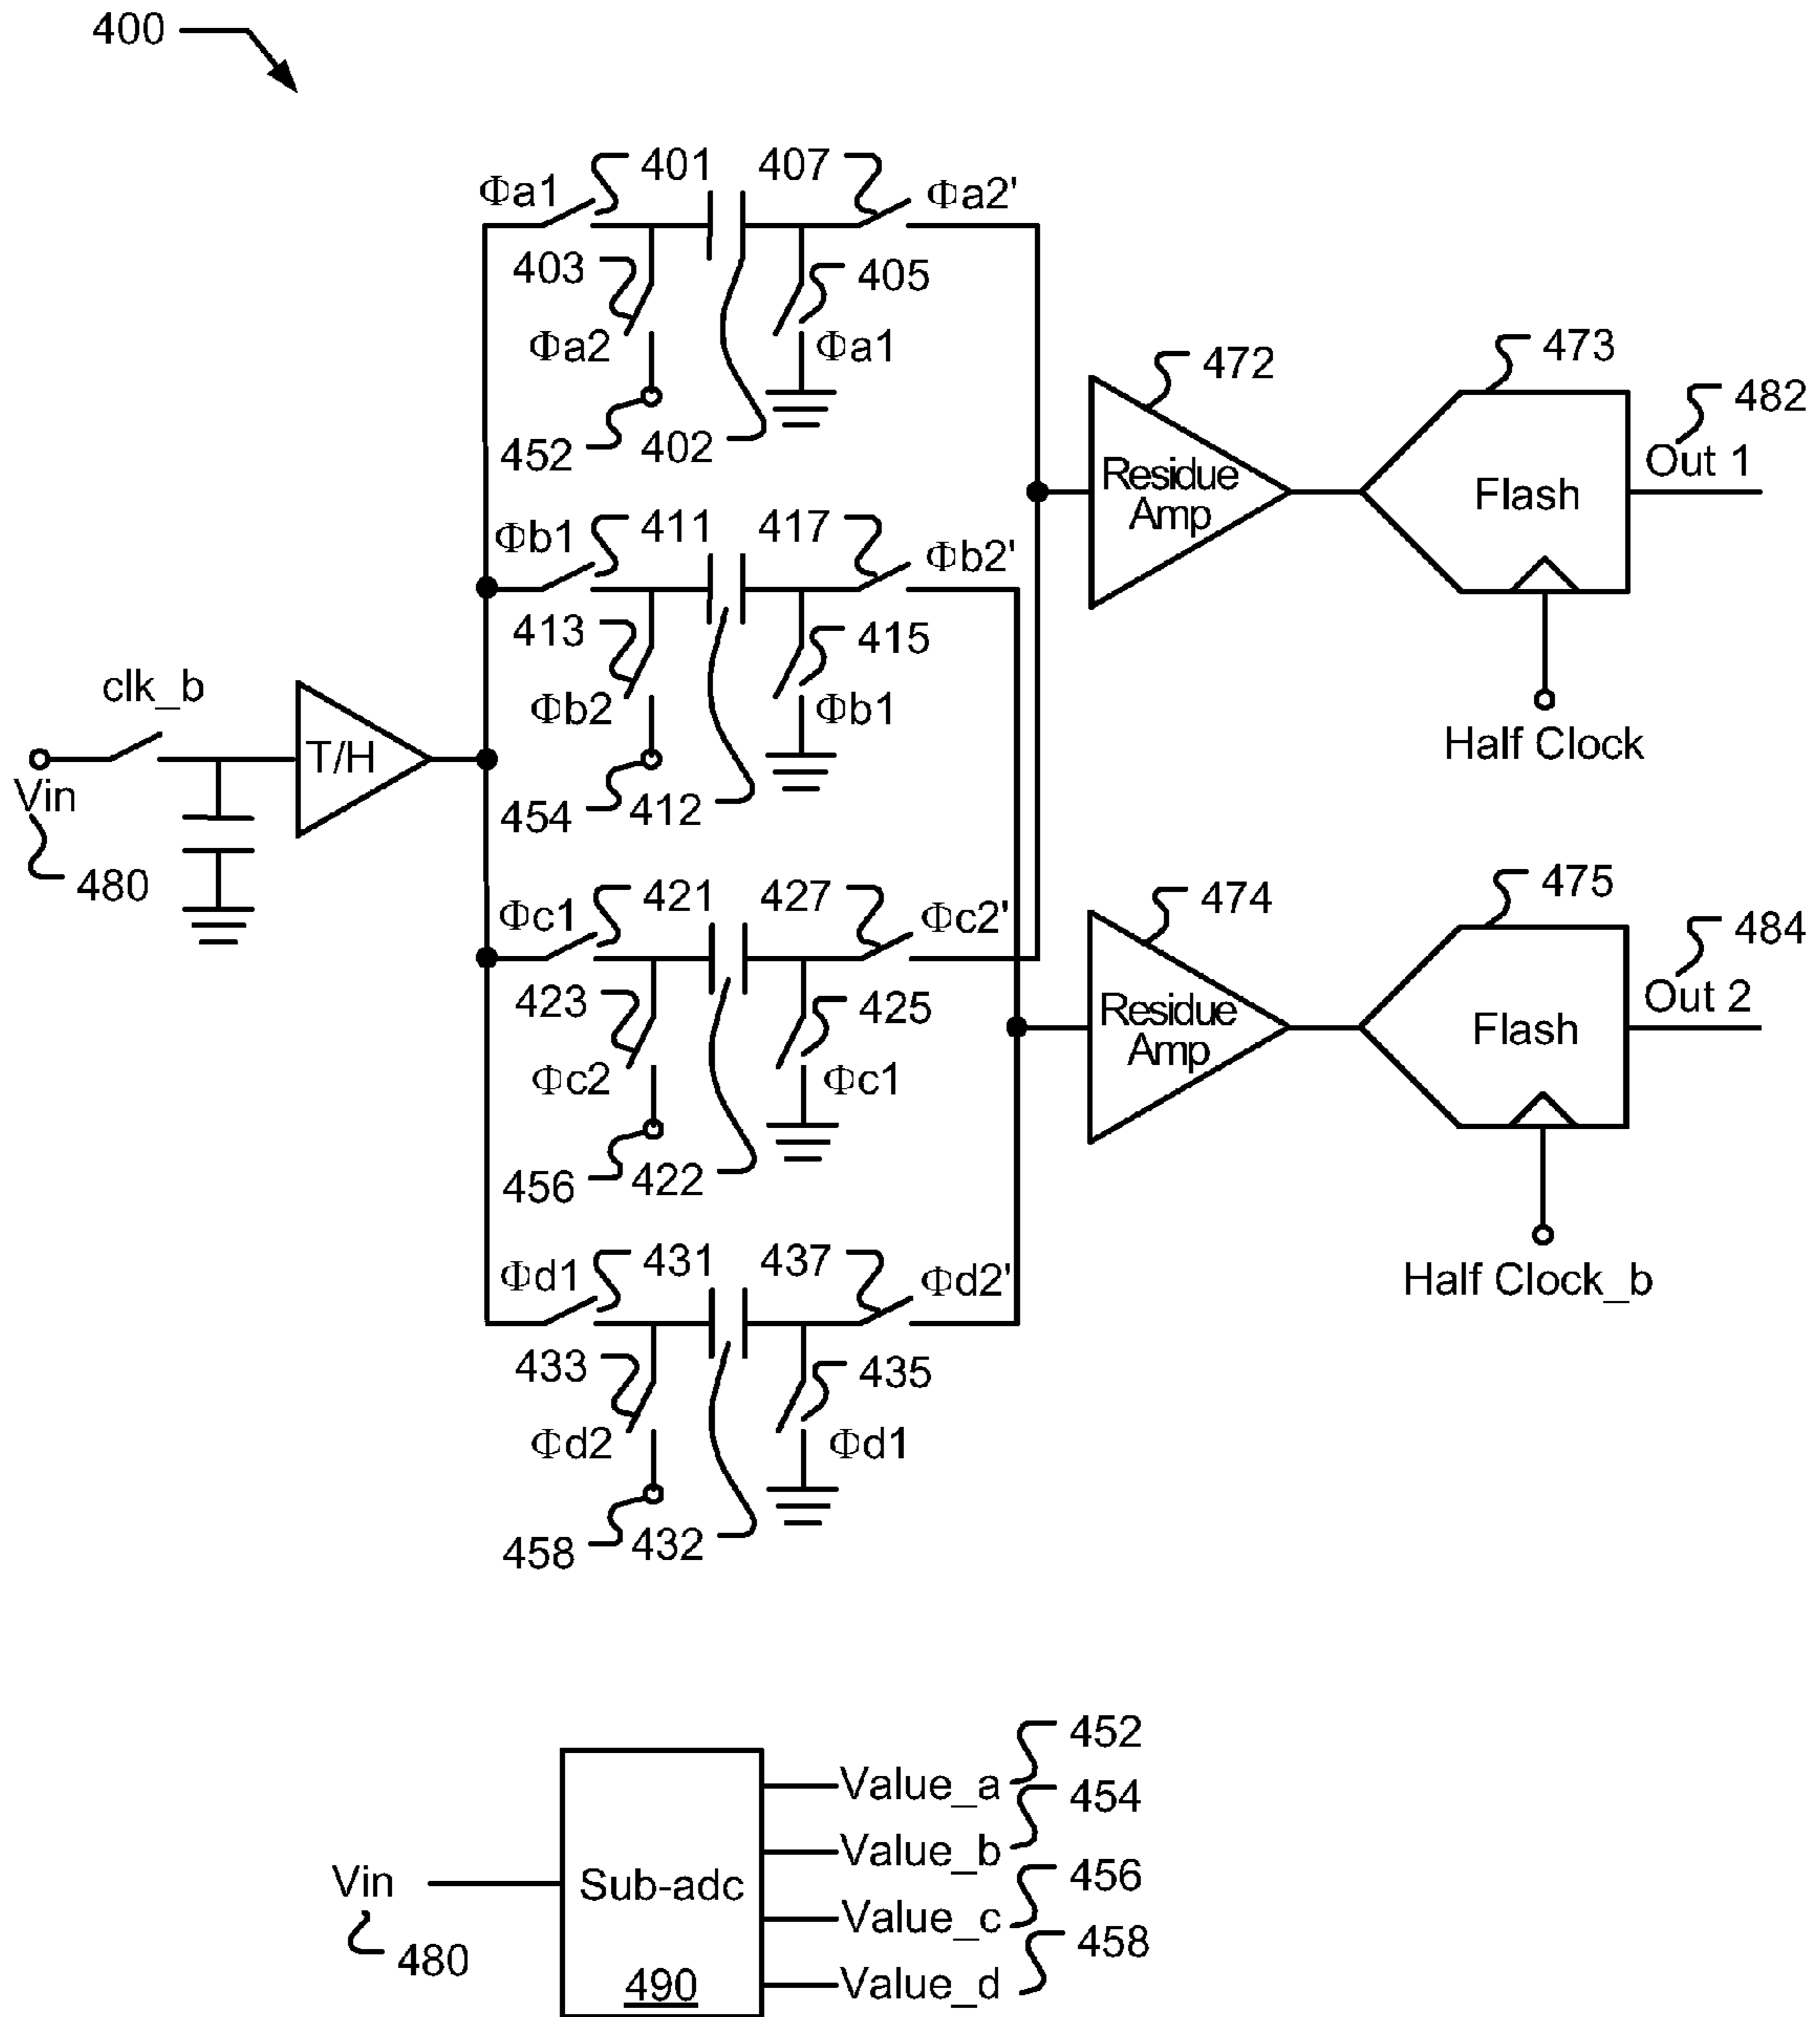 400
401
407
Φa1
Φa2'
403
405
Φa2
Φa1
452
402
472
473
482
Residue
Amp
Flash
Out 1
Φb1
411
417
Φb2'
413
415
Φb2
Φb1
454
412
Half Clock
clk_b
T/H
Vin
480
421
427
Φc1
Φc2'
423
425
Φc2
Φc1
456
422
474
475
484
Residue
Amp
Flash
Out 2
Half Clock_b
431
437
Φd1
Φd2'
433
435
Φd2
Φd1
458
432
Vin
480
Sub-adc
490
Value_a
452
Value_b
454
Value_c
456
Value_d
458